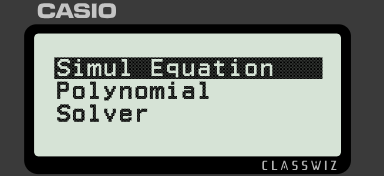 CASIO
Simul Equation
Polynomial
Solver
CLASSWIZ